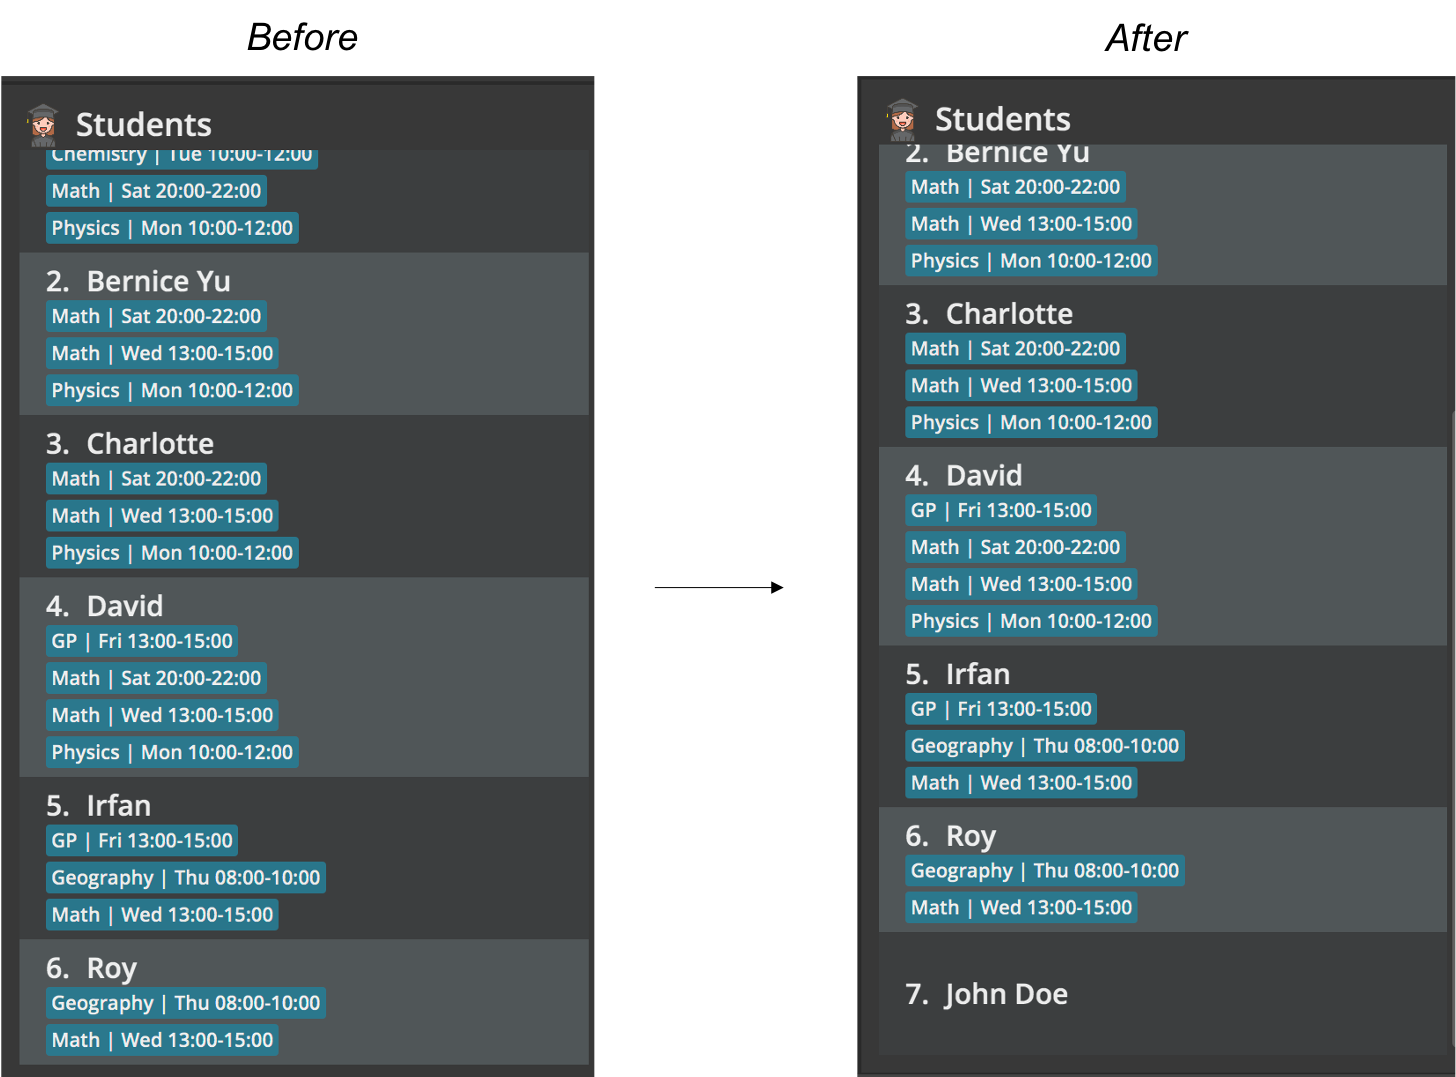 Before
Students
Chemistry | Tue 10:00-12:00
Math | Sat 20:00-22:00
Physics | Mon 10:00-12:00
2. Bernice Yu
Math | Sat 20:00-22:00
Math | Wed 13:00-15:00
Physics | Mon 10:00-12:00
3. Charlotte
Math | Sat 20:00-22:00
Math | Wed 13:00-15:00
Physics | Mon 10:00-12:00
4. David
GP | Fri 13:00-15:00
Math | Sat 20:00-22:00
Math | Wed 13:00-15:00
Physics | Mon 10:00-12:00
5. Irfan
GP | Fri 13:00-15:00
Geography | Thu 08:00-10:00
Math | Wed 13:00-15:00
6. Roy
Geography | Thu 08:00-10:00
Math | Wed 13:00-15:00
After
Students
2. Bernice Yu
Math | Sat 20:00-22:00
Math | Wed 13:00-15:00
Physics | Mon 10:00-12:00
3. Charlotte
Math | Sat 20:00-22:00
Math | Wed 13:00-15:00
Physics | Mon 10:00-12:00
4. David
GP | Fri 13:00-15:00
Math | Sat 20:00-22:00
Math | Wed 13:00-15:00
Physics | Mon 10:00-12:00
5. Irfan
GP | Fri 13:00-15:00
Geography | Thu 08:00-10:00
Math | Wed 13:00-15:00
6. Roy
Geography | Thu 08:00-10:00
Math | Wed 13:00-15:00
7. John Doe